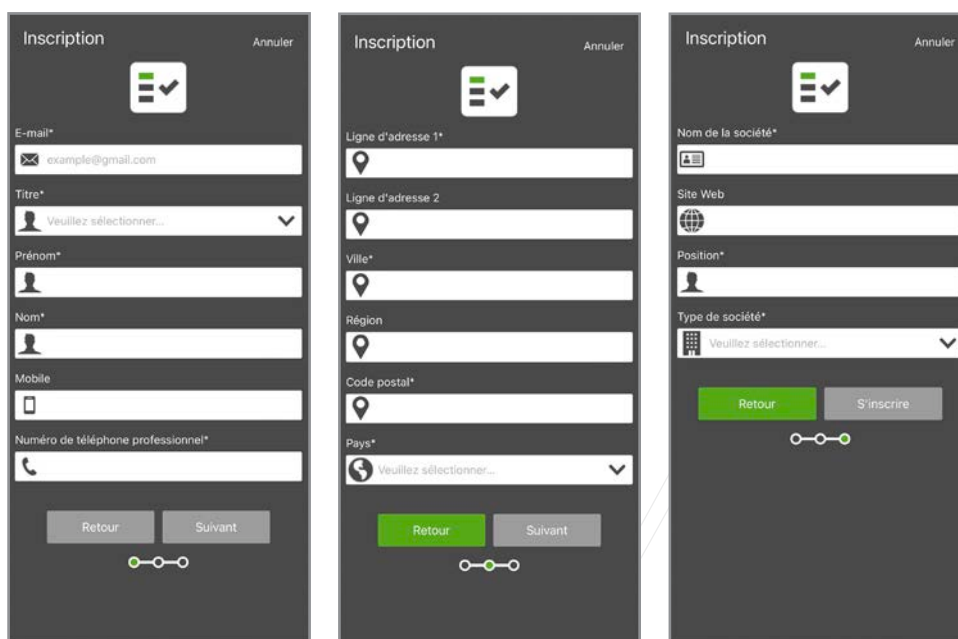 Inscription
Annuler
E-mail*
example@gmail.com
Titre*
Veuillez sélectionner...
Prénom*
Nom*
Mobile
Numéro de téléphone professionnel*
Retour
Suivant
Inscription
Annuler
Ligne d'adresse 1*
Ligne d'adresse 2
Ville*
Région
Code postal*
Pays*
Veuillez sélectionner...
Retour
Suivant
Inscription
Annuler
Nom de la société*
Site Web
Position*
Type de société*
Veuillez sélectionner...
Retour
S'inscrire